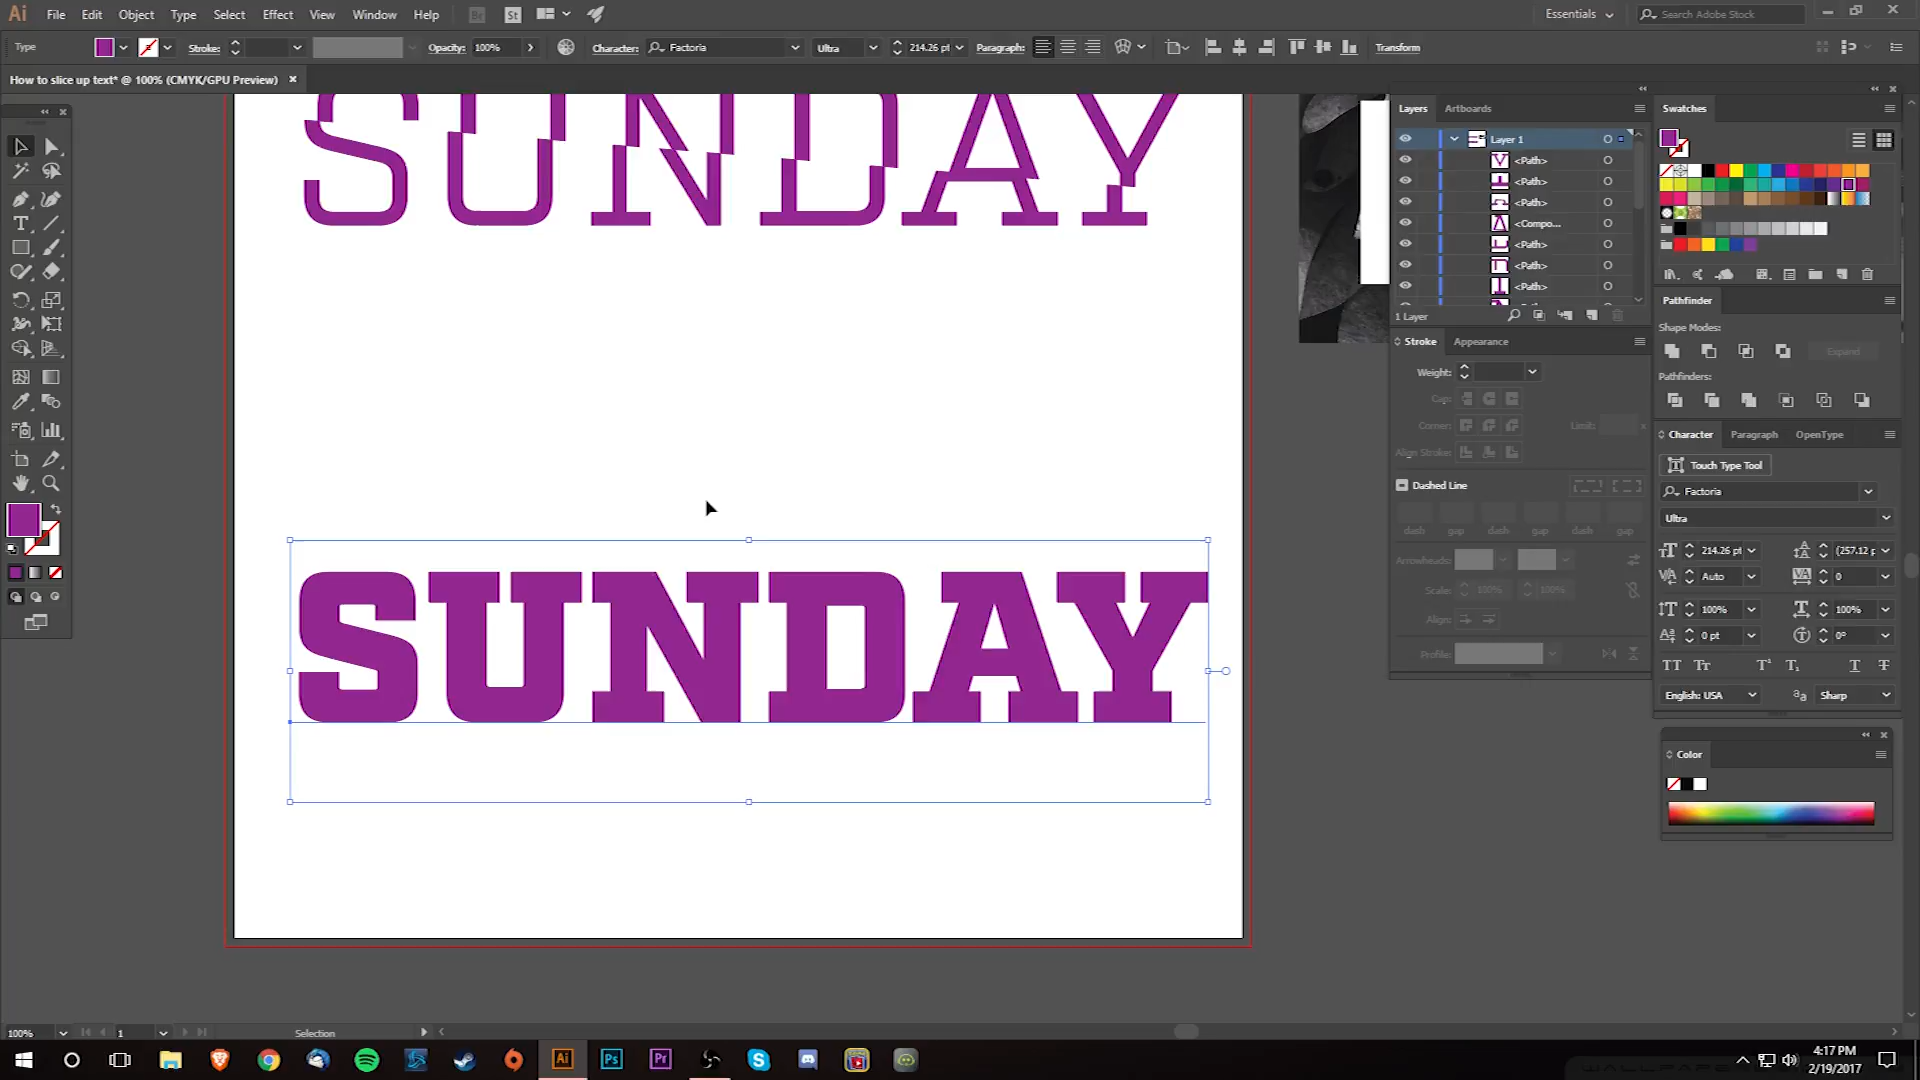 Ai File Edit Object Type Select Effect View Window Help Br St Essentials Search Adobe Stock
Type Stroke: Opacity: 100% Character: Factoria Ultra 214.26 pt Paragraph: Transform
How to slice up text* @ 100% (CMYK/GPU Preview)
SUNDAY
SUNDAY
Layers Artboards
Layer 1
<Path>
<Path>
<Path>
<Compo...
<Path>
<Path>
<Path>
1 Layer
Stroke Appearance
Weight:
Cap:
Corner: Limit: x
Align Stroke:
Dashed Line
dash gap dash gap dash gap
Arrowheads:
Scale: 100% 100%
Align:
Profile:
Swatches
Pathfinder
Shape Modes:
Expand
Pathfinders:
Character Paragraph OpenType
Touch Type Tool
Factoria
Ultra
214.26 pt (257.12 p
Auto 0
100% 100%
0 pt 0°
English: USA Sharp
Color
100% 1 Selection
Ai Ps Pr
4:17 PM
2/19/2017